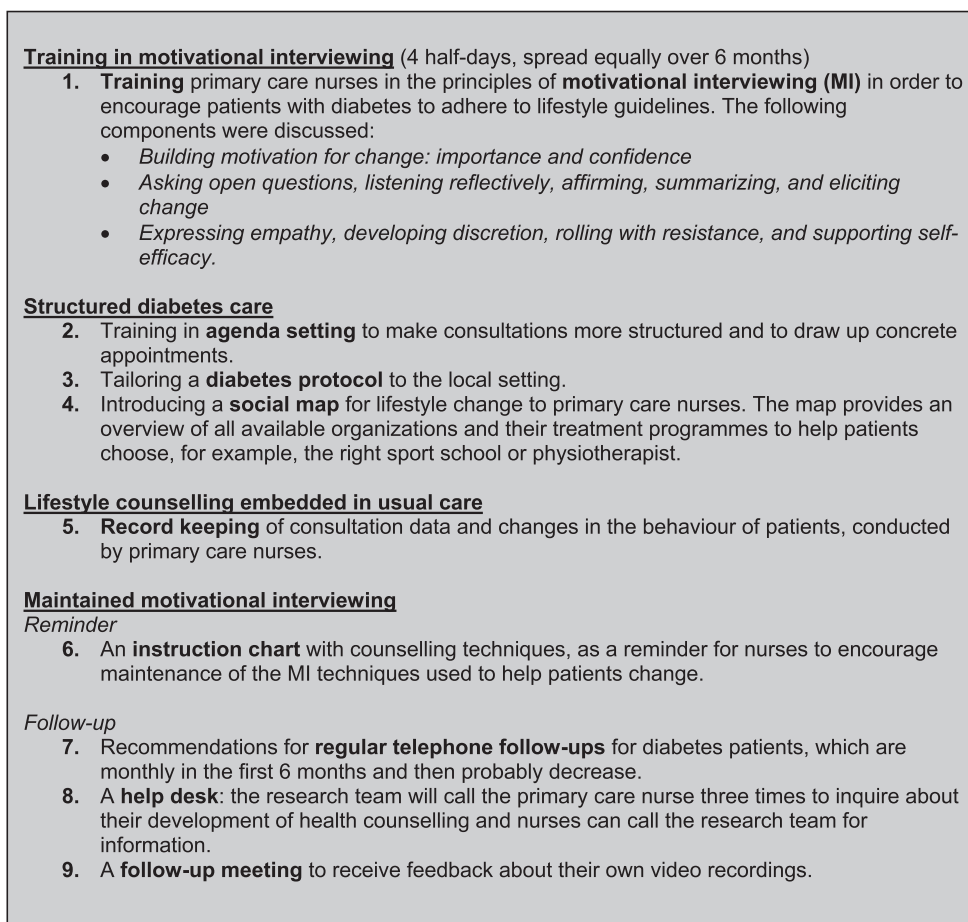 Training in motivational interviewing (4 half-days, spread equally over 6 months)
1. Training primary care nurses in the principles of motivational interviewing (MI) in order to
encourage patients with diabetes to adhere to lifestyle guidelines. The following
components were discussed:
• Building motivation for change: importance and confidence
• Asking open questions, listening reflectively, affirming, summarizing, and eliciting
change
• Expressing empathy, developing discretion, rolling with resistance, and supporting self-
efficacy.
Structured diabetes care
2. Training in agenda setting to make consultations more structured and to draw up concrete
appointments.
3. Tailoring a diabetes protocol to the local setting.
4. Introducing a social map for lifestyle change to primary care nurses. The map provides an
overview of all available organizations and their treatment programmes to help patients
choose, for example, the right sport school or physiotherapist.
Lifestyle counselling embedded in usual care
5. Record keeping of consultation data and changes in the behaviour of patients, conducted
by primary care nurses.
Maintained motivational interviewing
Reminder
6. An instruction chart with counselling techniques, as a reminder for nurses to encourage
maintenance of the MI techniques used to help patients change.
Follow-up
7. Recommendations for regular telephone follow-ups for diabetes patients, which are
monthly in the first 6 months and then probably decrease.
8. A help desk: the research team will call the primary care nurse three times to inquire about
their development of health counselling and nurses can call the research team for
information.
9. A follow-up meeting to receive feedback about their own video recordings.